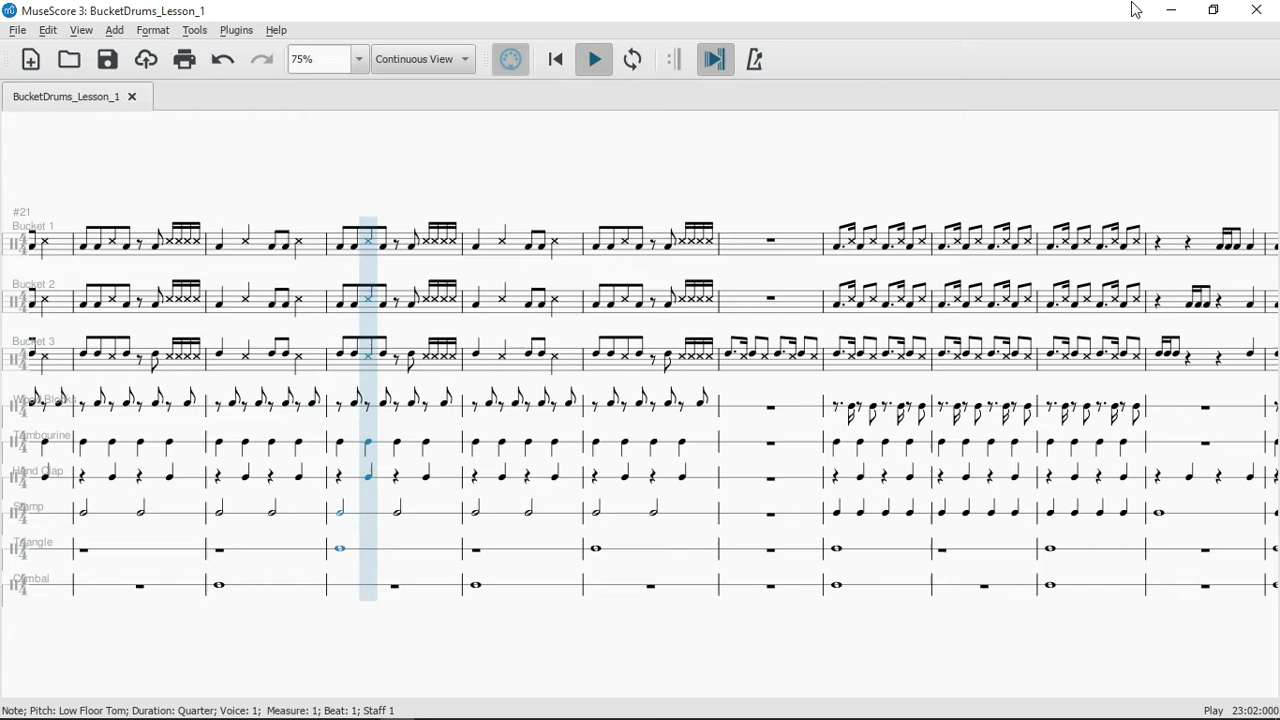 MuseScore 3: BucketDrums_Lesson_1
File Edit View Add Format Tools Plugins Help
75% Continuous View
BucketDrums_Lesson_1
#21
Bucket 1
Bucket 2
Bucket 3
Wood Blocks
Tambourine
Hand Clap
Stamp
Triangle
Cimbal
Note; Pitch: Low Floor Tom; Duration: Quarter; Voice: 1; Measure: 1; Beat: 1; Staff 1
Play 23:02:000